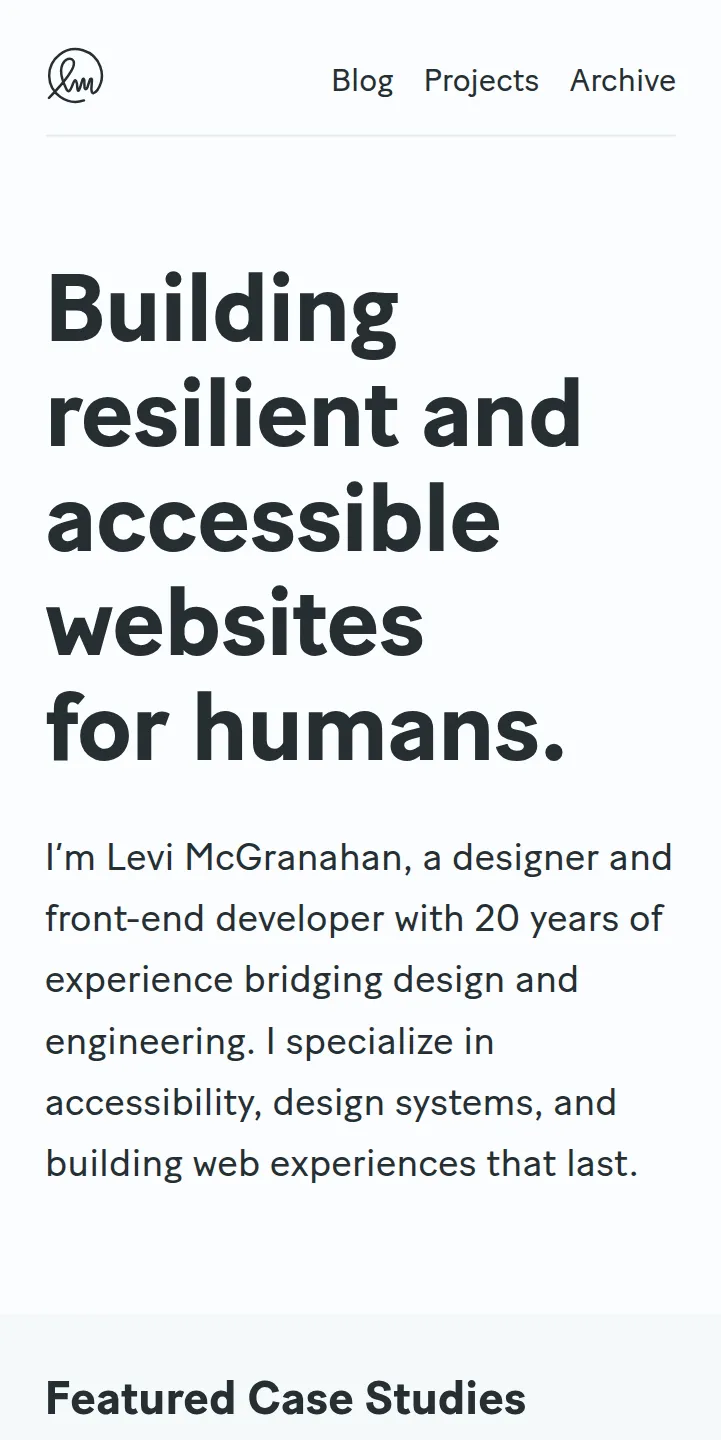 lm
Blog Projects Archive
Building
resilient and
accessible
websites
for humans.
I’m Levi McGranahan, a designer and
front-end developer with 20 years of
experience bridging design and
engineering. I specialize in
accessibility, design systems, and
building web experiences that last.
Featured Case Studies